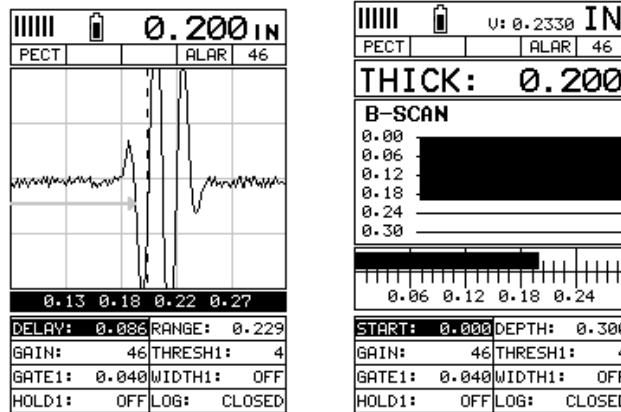 0.200 IN
PECT ALAR 46
0.13 0.18 0.22 0.27
DELAY: 0.086 RANGE: 0.229
GAIN: 46 THRESH1: 4
GATE1: 0.040 WIDTH1: OFF
HOLD1: OFF LOG: CLOSED
V: 0.2330 IN
PECT ALAR 46
THICK: 0.200
B-SCAN
0.00
0.06
0.12
0.18
0.24
0.30
0.06 0.12 0.18 0.24
START: 0.000 DEPTH: 0.300
GAIN: 46 THRESH1:
GATE1: 0.040 WIDTH1:
HOLD1: OFF LOG: